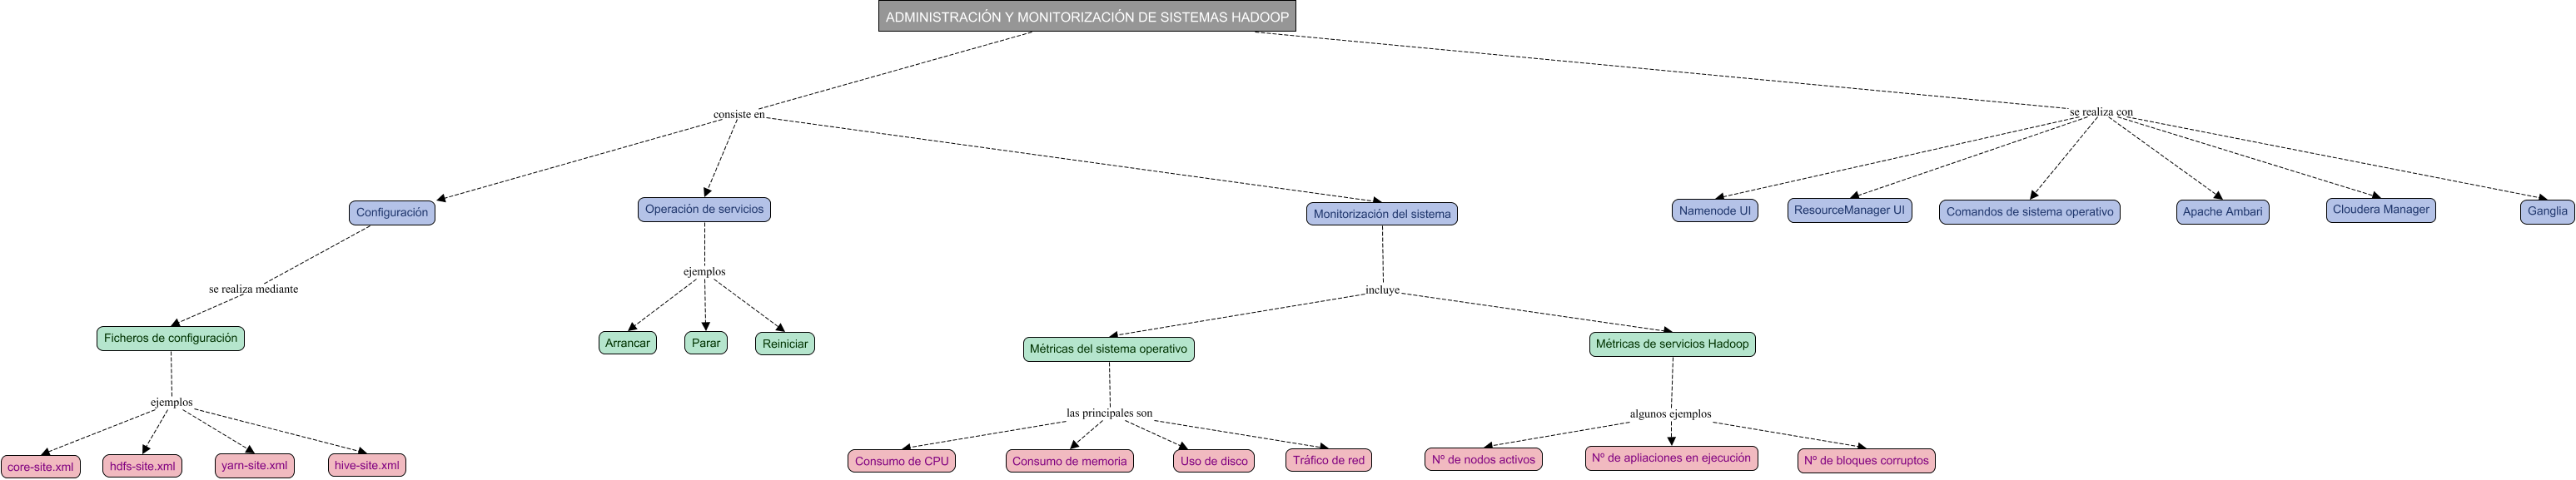 ADMINISTRACIÓN Y MONITORIZACIÓN DE SISTEMAS HADOOP
consiste en
se realiza con
Configuración
Operación de servicios
Monitorización del sistema
Namenode UI
ResourceManager UI
Comandos de sistema operativo
Apache Ambari
Cloudera Manager
Ganglia
se realiza mediante
ejemplos
incluye
Ficheros de configuración
Arrancar
Parar
Reiniciar
Métricas del sistema operativo
Métricas de servicios Hadoop
ejemplos
las principales son
algunos ejemplos
core-site.xml
hdfs-site.xml
yarn-site.xml
hive-site.xml
Consumo de CPU
Consumo de memoria
Uso de disco
Tráfico de red
Nº de nodos activos
Nº de apliaciones en ejecución
Nº de bloques corruptos